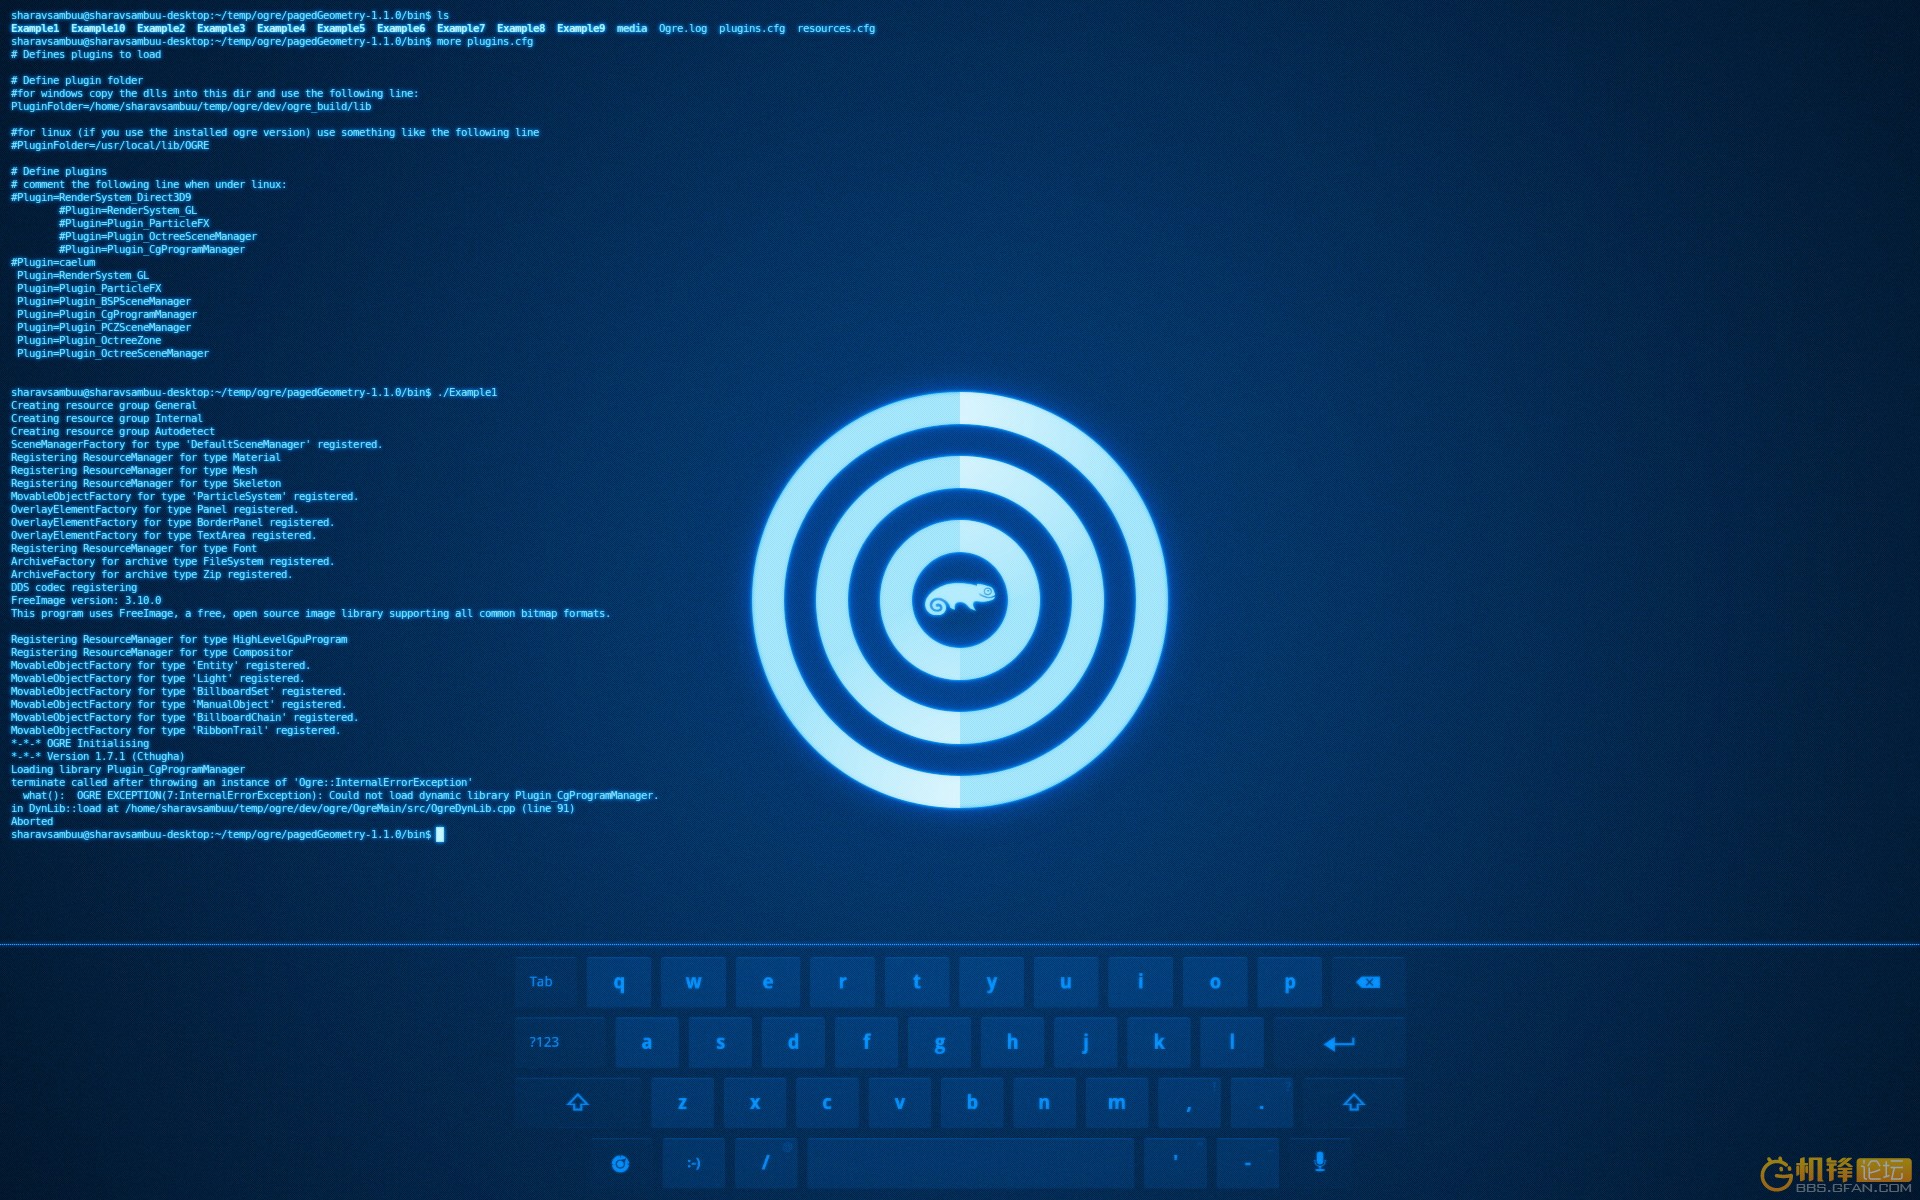 sharavsambuu@sharavsambuu-desktop:~/temp/ogre/pagedGeometry-1.1.0/bin$ ls
Example1 Example10 Example2 Example3 Example4 Example5 Example6 Example7 Example8 Example9 media Ogre.log plugins.cfg resources.cfg
sharavsambuu@sharavsambuu-desktop:~/temp/ogre/pagedGeometry-1.1.0/bin$ more plugins.cfg
# Defines plugins to load
# Define plugin folder
#for windows copy the dlls into this dir and use the following line:
PluginFolder=/home/sharavsambuu/temp/ogre/dev/ogre_build/lib
#for linux (if you use the installed ogre version) use something like the following line
#PluginFolder=/usr/local/lib/OGRE
# Define plugins
# comment the following line when under linux:
#Plugin=RenderSystem_Direct3D9
#Plugin=RenderSystem_GL
#Plugin=Plugin_ParticleFX
#Plugin=Plugin_OctreeSceneManager
#Plugin=Plugin_CgProgramManager
#Plugin=caelum
Plugin=RenderSystem_GL
Plugin=Plugin_ParticleFX
Plugin=Plugin_BSPSceneManager
Plugin=Plugin_CgProgramManager
Plugin=Plugin_PCZSceneManager
Plugin=Plugin_OctreeZone
Plugin=Plugin_OctreeSceneManager
sharavsambuu@sharavsambuu-desktop:~/temp/ogre/pagedGeometry-1.1.0/bin$ ./Example1
Creating resource group General
Creating resource group Internal
Creating resource group Autodetect
SceneManagerFactory for type 'DefaultSceneManager' registered.
Registering ResourceManager for type Material
Registering ResourceManager for type Mesh
Registering ResourceManager for type Skeleton
MovableObjectFactory for type 'ParticleSystem' registered.
OverlayElementFactory for type Panel registered.
OverlayElementFactory for type BorderPanel registered.
OverlayElementFactory for type TextArea registered.
Registering ResourceManager for type Font
ArchiveFactory for archive type FileSystem registered.
ArchiveFactory for archive type Zip registered.
DDS codec registering
FreeImage version: 3.10.0
This program uses FreeImage, a free, open source image library supporting all common bitmap formats.
Registering ResourceManager for type HighLevelGpuProgram
Registering ResourceManager for type Compositor
MovableObjectFactory for type 'Entity' registered.
MovableObjectFactory for type 'Light' registered.
MovableObjectFactory for type 'BillboardSet' registered.
MovableObjectFactory for type 'ManualObject' registered.
MovableObjectFactory for type 'BillboardChain' registered.
MovableObjectFactory for type 'RibbonTrail' registered.
*-*-* OGRE Initialising
*-*-* Version 1.7.1 (Cthugha)
Loading library Plugin_CgProgramManager
terminate called after throwing an instance of 'Ogre::InternalErrorException'
what():  OGRE EXCEPTION(7:InternalErrorException): Could not load dynamic library Plugin_CgProgramManager.
in DynLib::load at /home/sharavsambuu/temp/ogre/dev/ogre/OgreMain/src/OgreDynLib.cpp (line 91)
Aborted
sharavsambuu@sharavsambuu-desktop:~/temp/ogre/pagedGeometry-1.1.0/bin$
Tab q w e r t y u i o p
?123 a s d f g h j k l
z x c v b n m , .
:-) / ' -
机锋论坛
BBS.GFAN.COM